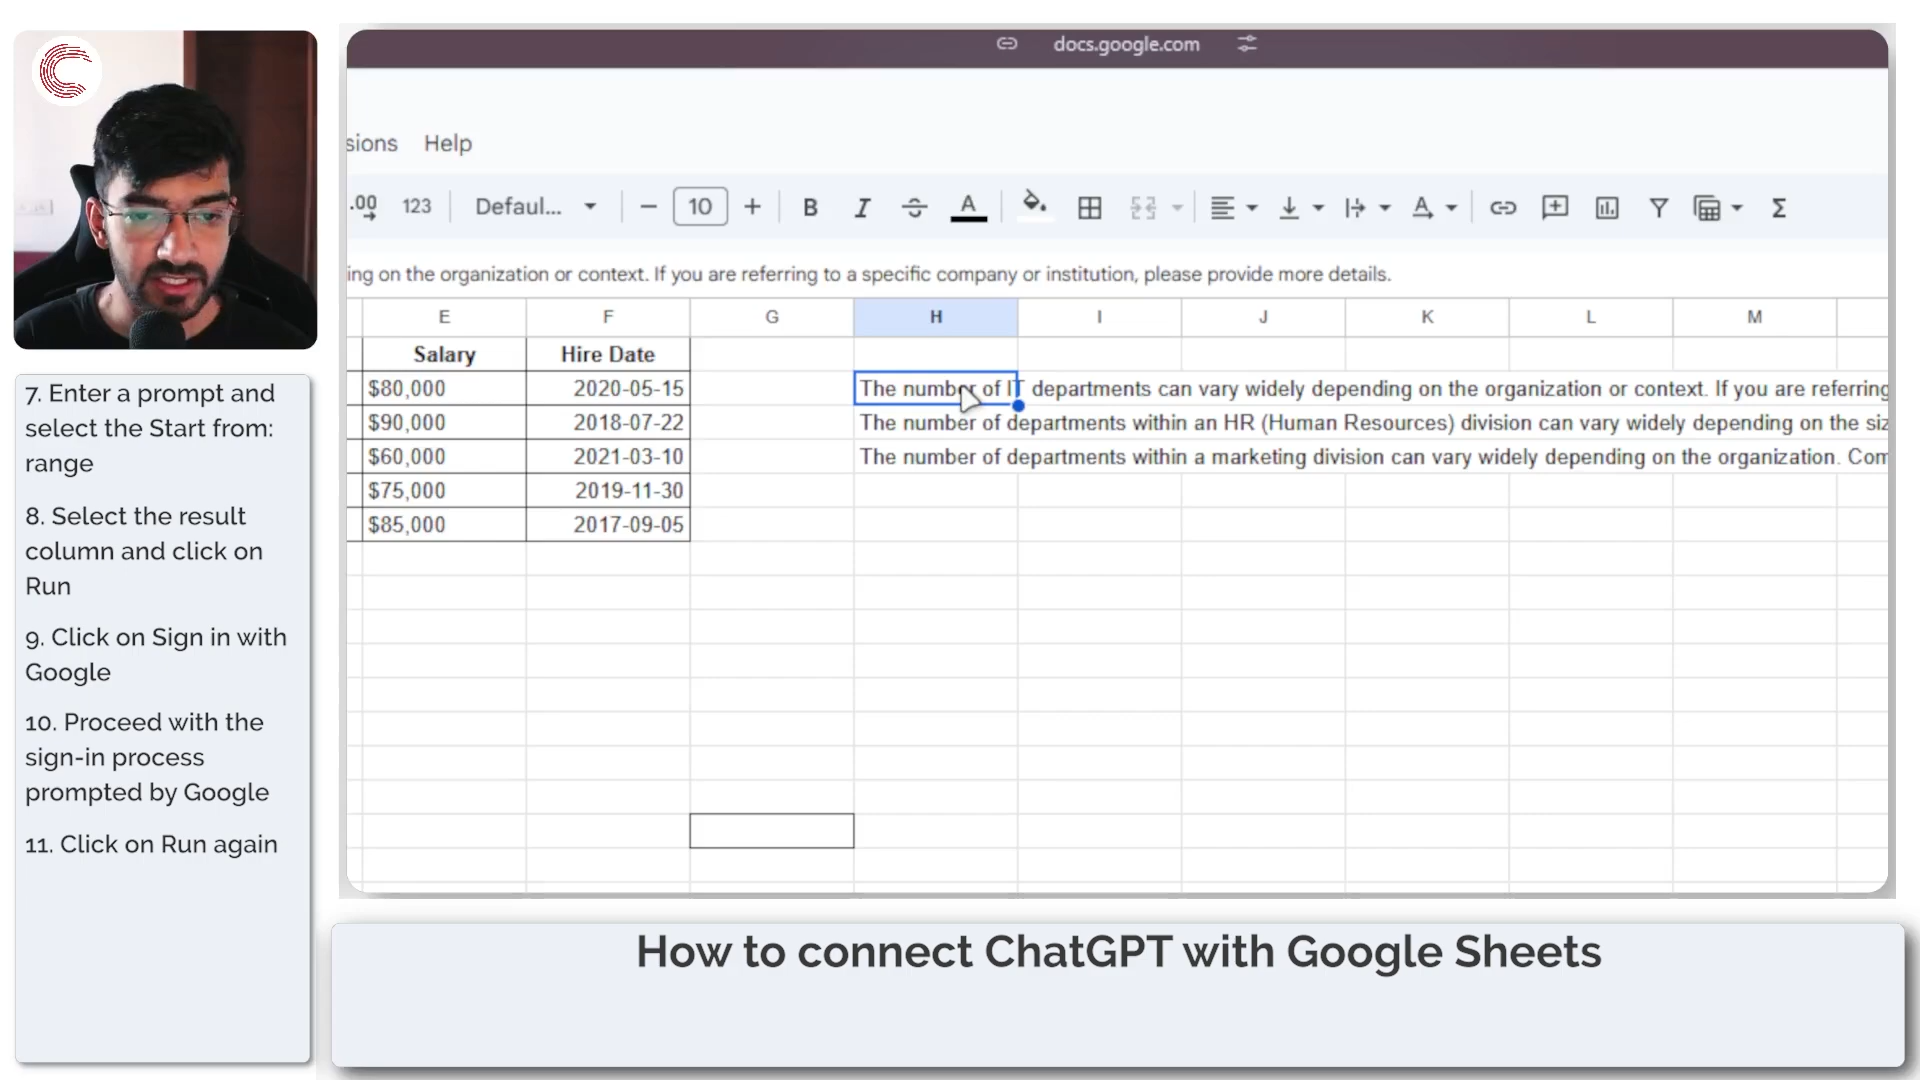 docs.google.com
sions Help
.00 123 Defaul... 10 B I A Σ
ing on the organization or context. If you are referring to a specific company or institution, please provide more details.
E F G H I J K L M
Salary Hire Date
$80,000 2020-05-15 The number of IT departments can vary widely depending on the organization or context. If you are referring
$90,000 2018-07-22 The number of departments within an HR (Human Resources) division can vary widely depending on the siz
$60,000 2021-03-10 The number of departments within a marketing division can vary widely depending on the organization. Com
$75,000 2019-11-30
$85,000 2017-09-05
7. Enter a prompt and
select the Start from:
range
8. Select the result
column and click on
Run
9. Click on Sign in with
Google
10. Proceed with the
sign-in process
prompted by Google
11. Click on Run again
How to connect ChatGPT with Google Sheets